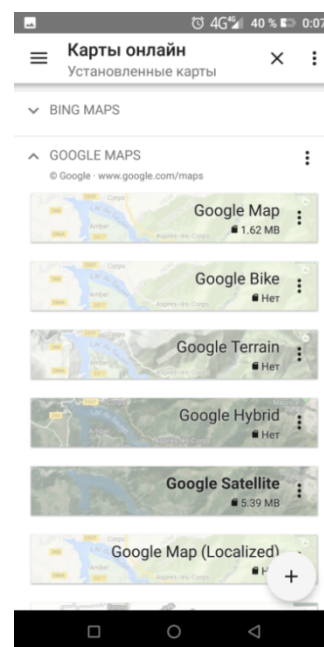 4G 40 % 0:07
Карты онлайн
Установленные карты
BING MAPS
GOOGLE MAPS
© Google · www.google.com/maps
Google Map
1.62 MB
Google Bike
Нет
Google Terrain
Нет
Google Hybrid
Нет
Google Satellite
5.39 MB
Google Map (Localized)